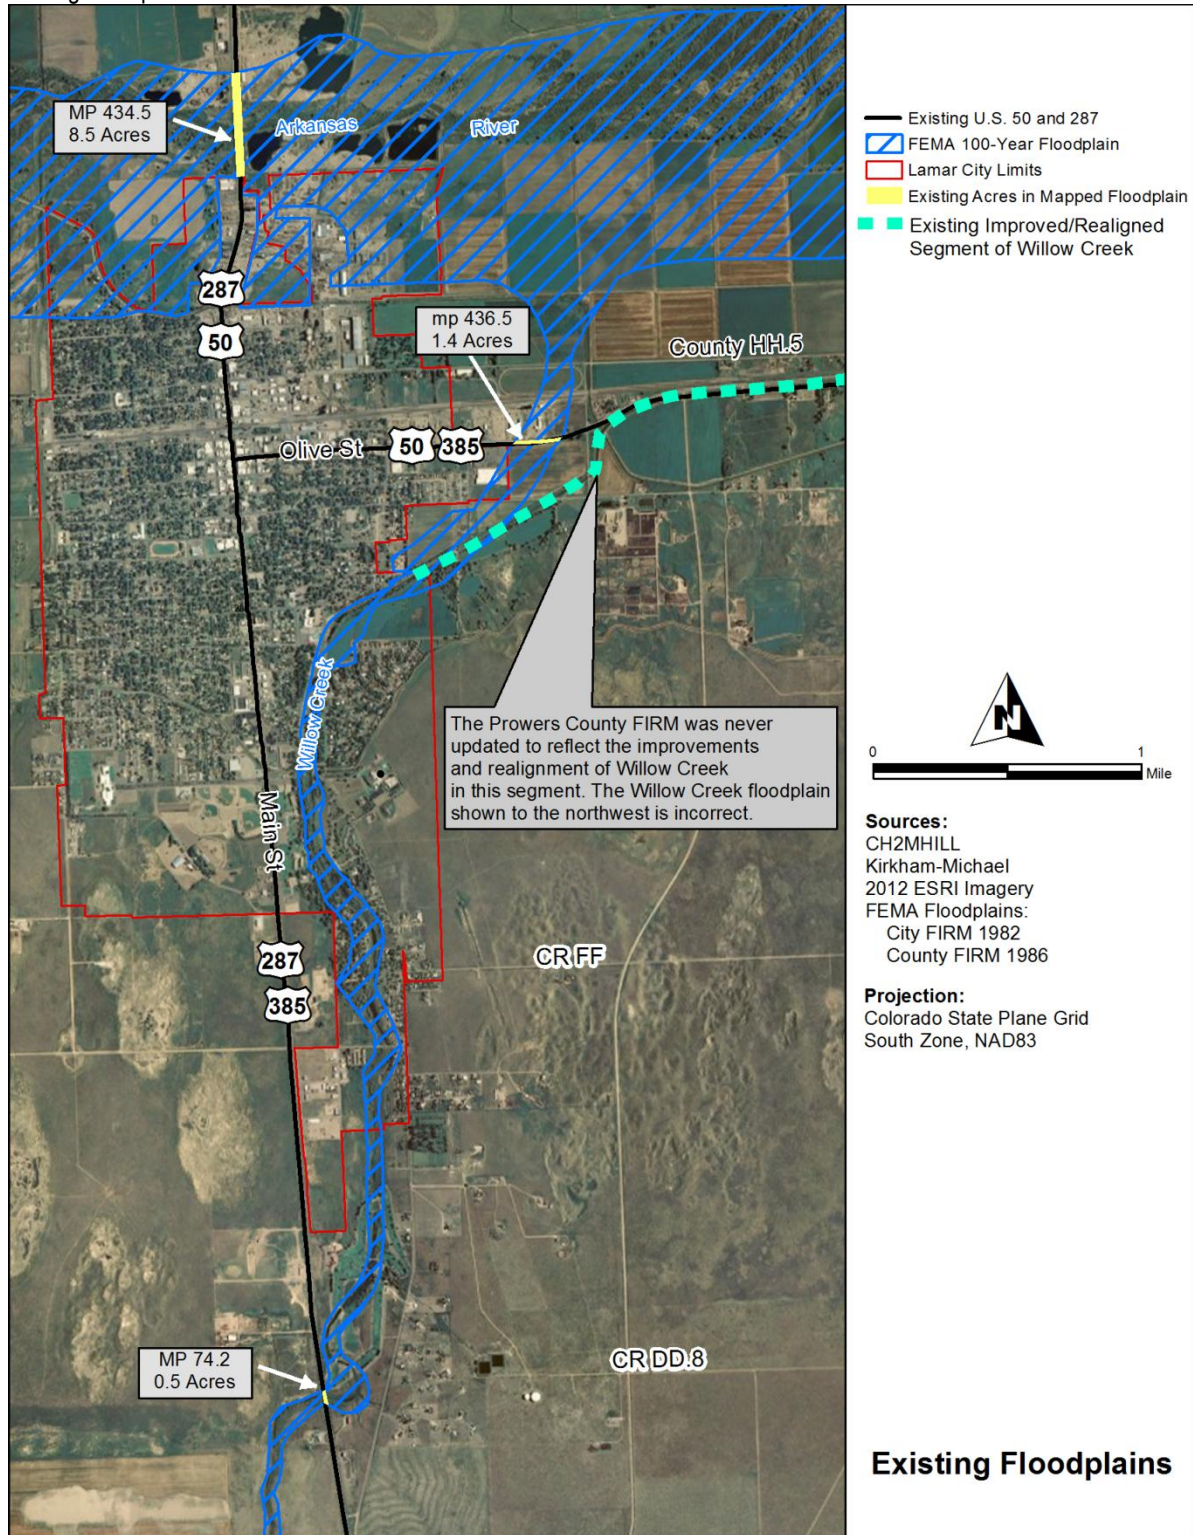 MP 434.5
8.5 Acres
Arkansas
River
287
50
mp 436.5
1.4 Acres
County HH.5
Olive St
50
385
Willow Creek
The Prowers County FIRM was never
updated to reflect the improvements
and realignment of Willow Creek
in this segment. The Willow Creek floodplain
shown to the northwest is incorrect.
Main St
287
385
CR FF
MP 74.2
0.5 Acres
CR DD.8
Existing U.S. 50 and 287
FEMA 100-Year Floodplain
Lamar City Limits
Existing Acres in Mapped Floodplain
Existing Improved/Realigned
Segment of Willow Creek
N
0 1
Mile
Sources:
CH2MHILL
Kirkham-Michael
2012 ESRI Imagery
FEMA Floodplains:
City FIRM 1982
County FIRM 1986
Projection:
Colorado State Plane Grid
South Zone, NAD83
Existing Floodplains